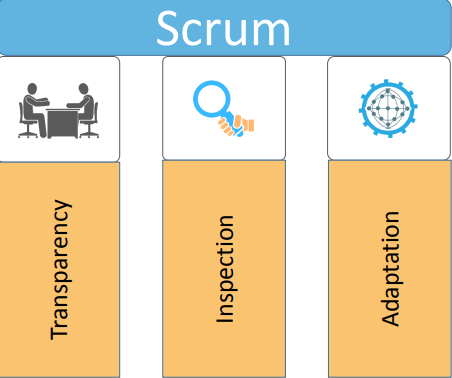 Scrum
Transparency
Inspection
Adaptation